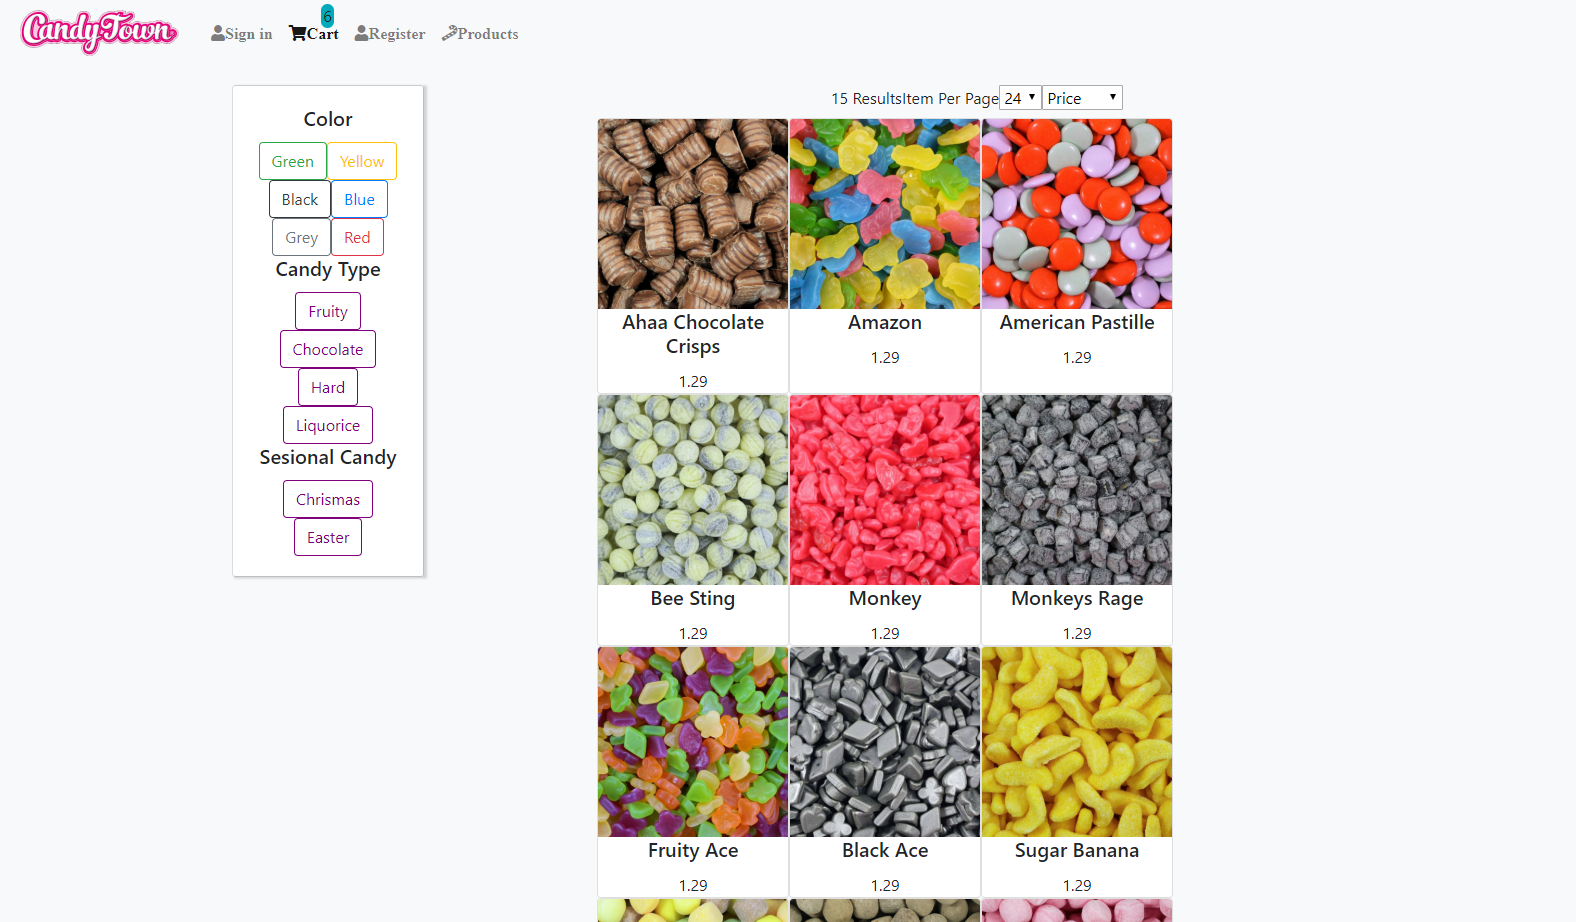 CandyTown
Sign in
6
Cart
Register
Products
Color
Green Yellow
Black Blue
Grey Red
Candy Type
Fruity
Chocolate
Hard
Liquorice
Sesional Candy
Chrismas
Easter
15 ResultsItem Per Page 24 Price
Ahaa Chocolate
Crisps
1.29
Amazon
1.29
American Pastille
1.29
Bee Sting
1.29
Monkey
1.29
Monkeys Rage
1.29
Fruity Ace
1.29
Black Ace
1.29
Sugar Banana
1.29